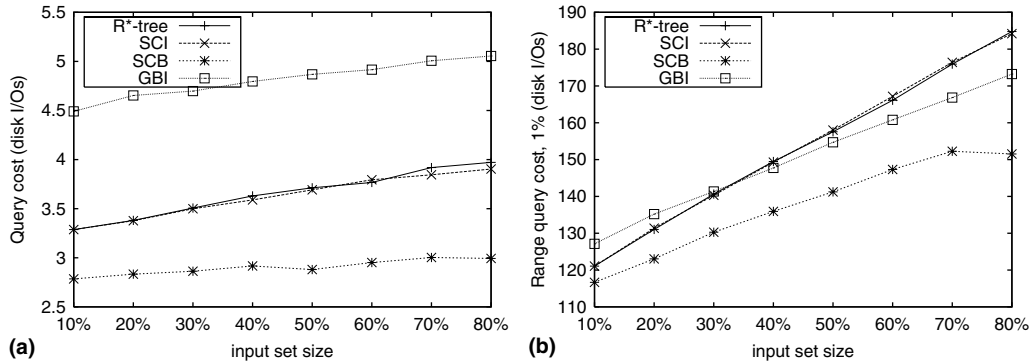 R*-tree
SCI
SCB
GBI
Query cost (disk I/Os)
5.5
5
4.5
4
3.5
3
2.5
10% 20% 30% 40% 50% 60% 70% 80%
input set size
(a)
R*-tree
SCI
SCB
GBI
Range query cost, 1% (disk I/Os)
190
180
170
160
150
140
130
120
110
10% 20% 30% 40% 50% 60% 70% 80%
input set size
(b)